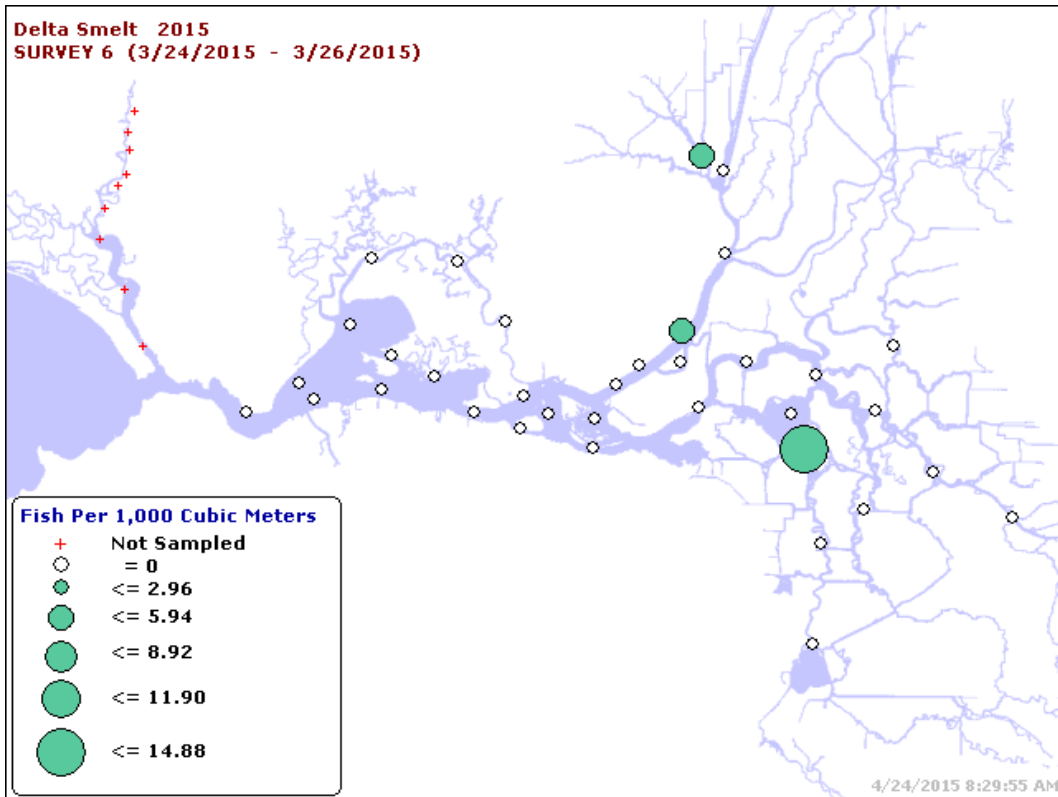 Delta Smelt 2015
SURVEY 6 (3/24/2015 - 3/26/2015)
Fish Per 1,000 Cubic Meters
Not Sampled
= 0
<= 2.96
<= 5.94
<= 8.92
<= 11.90
<= 14.88
4/24/2015 8:29:55 AM